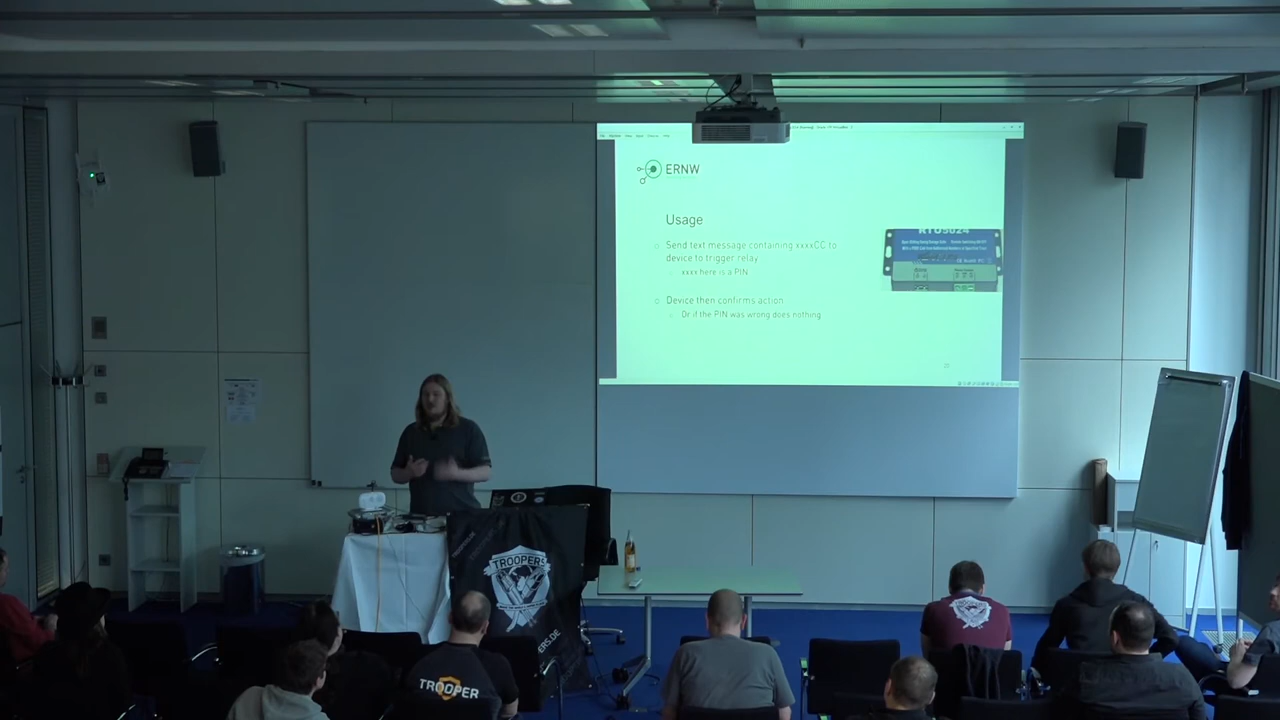 ERNW
Usage
Send text message containing xxxxCC to
device to trigger relay
xxxx here is a PIN
Device then confirms action
Or if the PIN was wrong does nothing
RTU5024
TROOPERS
TROOPER